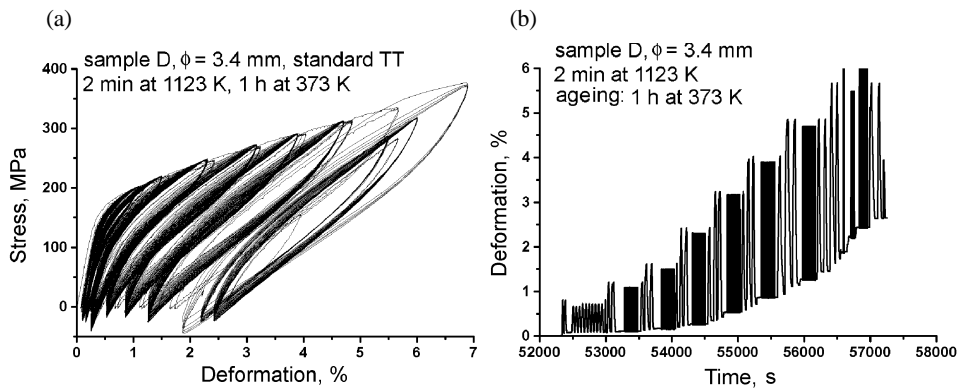 (a)
sample D, ϕ = 3.4 mm, standard TT
2 min at 1123 K, 1 h at 373 K
400
300
200
100
0
Stress, MPa
0 1 2 3 4 5 6 7
Deformation, %
(b)
sample D, ϕ = 3.4 mm
2 min at 1123 K
ageing: 1 h at 373 K
6
5
4
3
2
1
0
Deformation, %
52000 53000 54000 55000 56000 57000 58000
Time, s